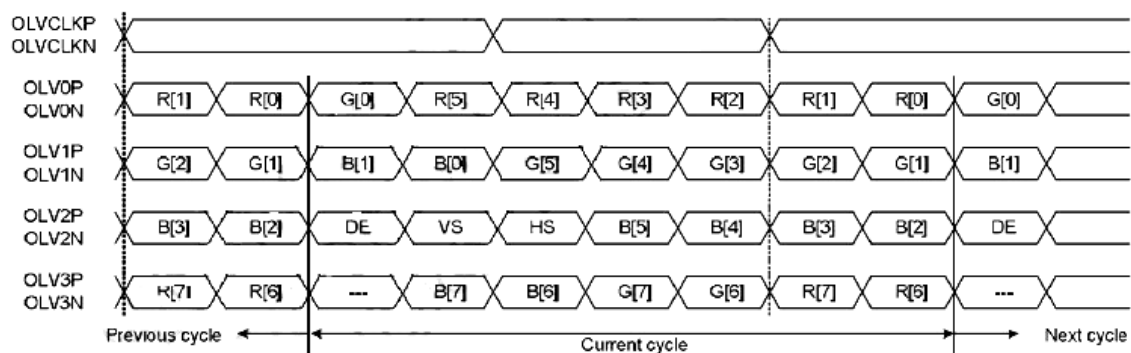 OLVCLKP
OLVCLKN
OLV0P
OLV0N
R[1] R[0] G[0] R[5] R[4] R[3] R[2] R[1] R[0] G[0]
OLV1P
OLV1N
G[2] G[1] B[1] B[0] G[5] G[4] G[3] G[2] G[1] B[1]
OLV2P
OLV2N
B[3] B[2] DE VS HS B[5] B[4] B[3] B[2] DE
OLV3P
OLV3N
R[7] R[6] --- B[7] B[6] G[7] G[6] R[7] R[6] ---
Previous cycle Current cycle Next cycle